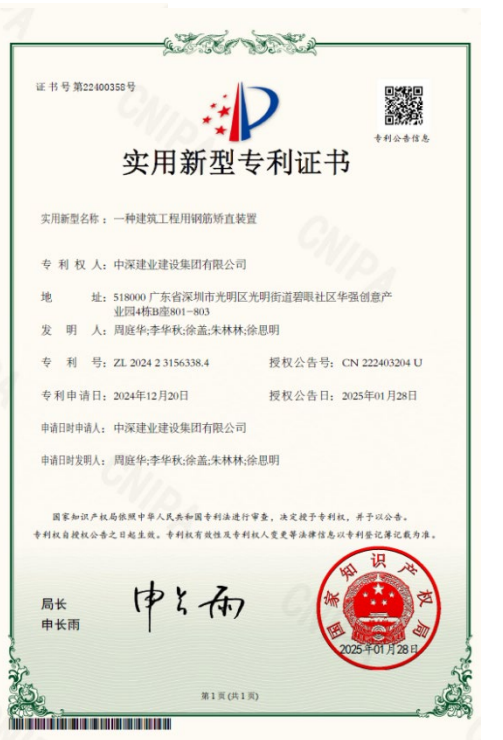 证书号第22400358号
专利公告信息
实用新型专利证书
实用新型名称：一种建筑工程用钢筋矫直装置
专利权人：中深建业建设集团有限公司
地址：518000 广东省深圳市光明区光明街道碧眼社区华强创意产
业园4栋B座801-803
发明人：周庭华;李华秋;徐盖;朱林林;徐思明
专利号：ZL 2024 2 3156338.4
授权公告号：CN 222403204 U
专利申请日：2024年12月20日
授权公告日：2025年01月28日
申请日时申请人：中深建业建设集团有限公司
申请日时发明人：周庭华;李华秋;徐盖;朱林林;徐思明
国家知识产权局依照中华人民共和国专利法进行审查，决定授予专利权，并予以公告。
专利权自授权公告之日起生效。专利权有效性及专利权人变更等法律信息以专利登记簿记载为准。
局长
申长雨
申长雨
国家知识产权局
2025年01月28日
第1页(共1页)
CNIPA
CNIPA
CNIPA